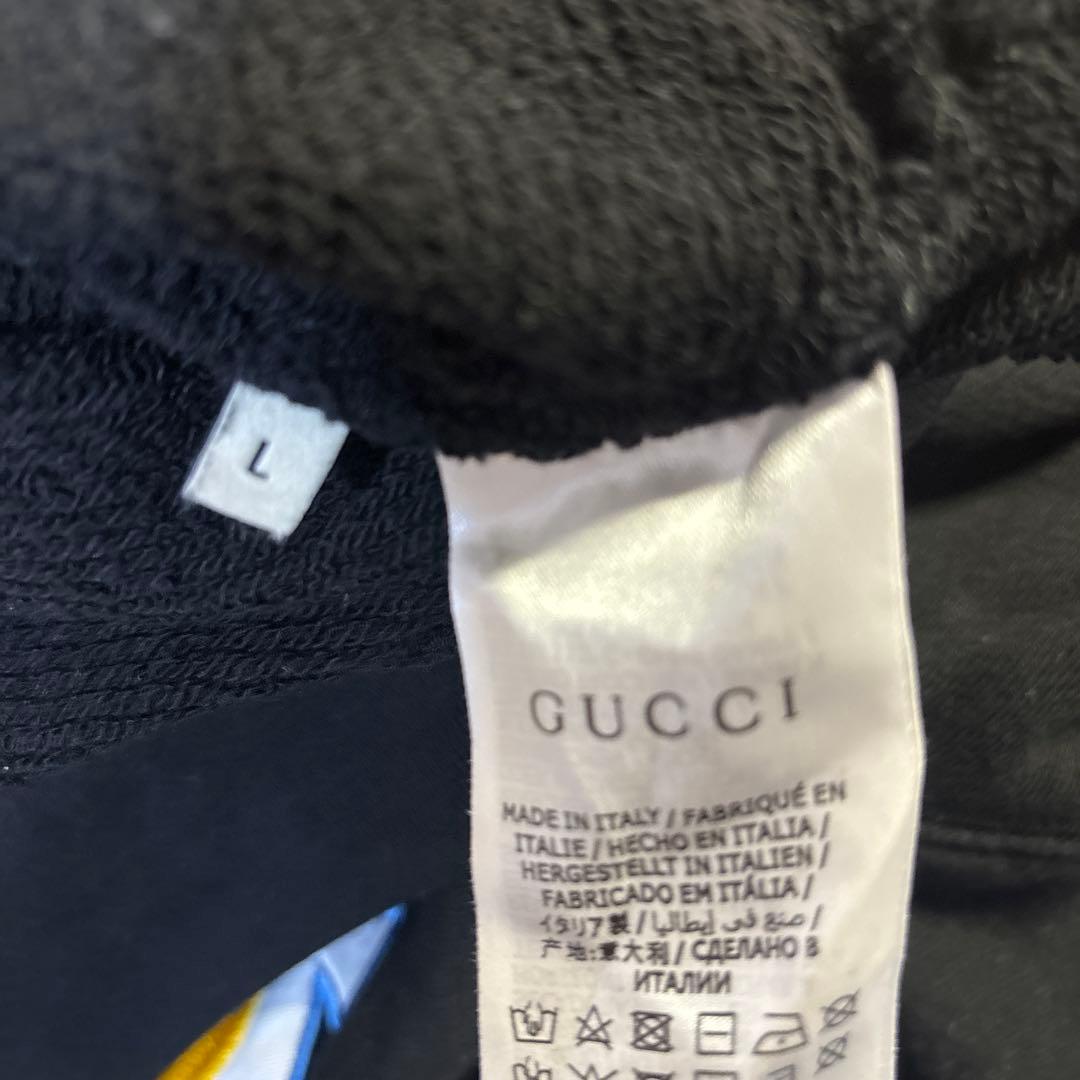 L
GUCCI
MADE IN ITALY / FABRIQUÉ EN
ITALIE / HECHO EN ITALIA /
HERGESTELLT IN ITALIEN /
FABRICADO EM ITÁLIA /
イタリア製 / صنع في إيطاليا /
产地:意大利 / СДЕЛАНО В
ИТАЛИИ